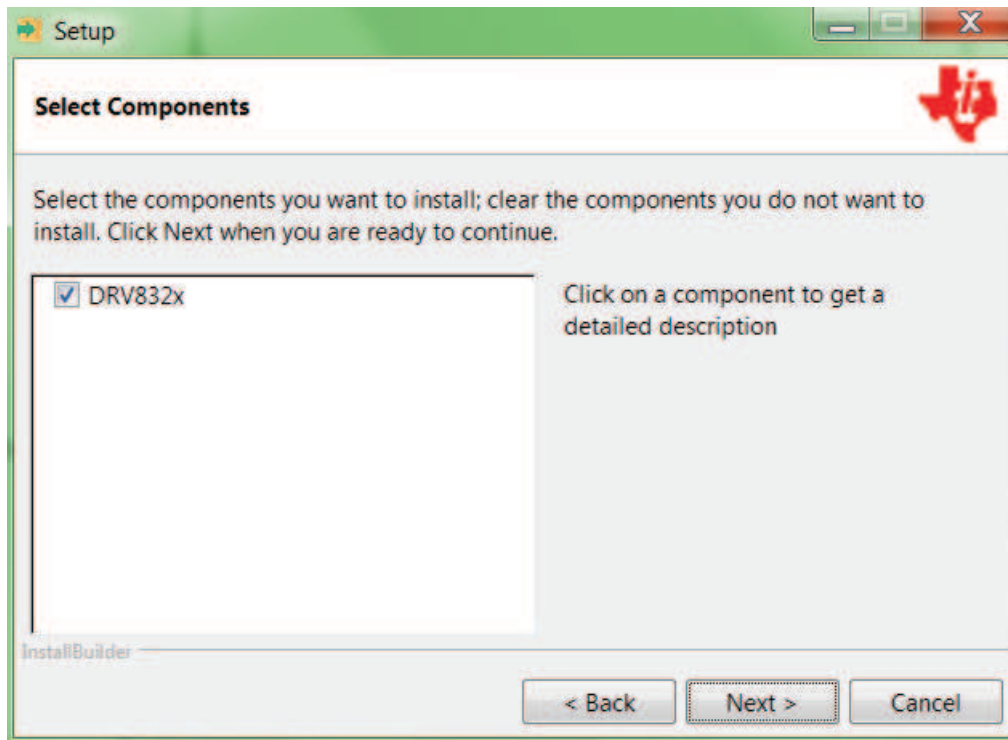 Setup
Select Components
Select the components you want to install; clear the components you do not want to
install. Click Next when you are ready to continue.
DRV832x
Click on a component to get a
detailed description
InstallBuilder
< Back
Next >
Cancel